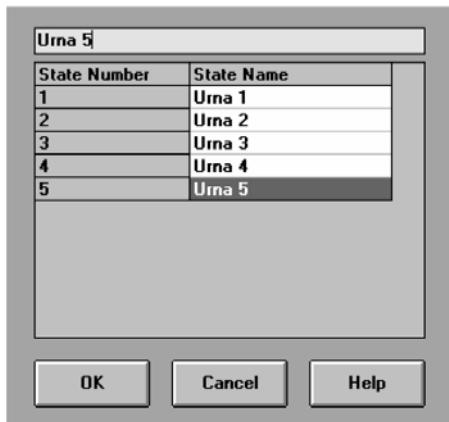 Urna 5
State Number State Name
1 Urna 1
2 Urna 2
3 Urna 3
4 Urna 4
5 Urna 5
OK Cancel Help